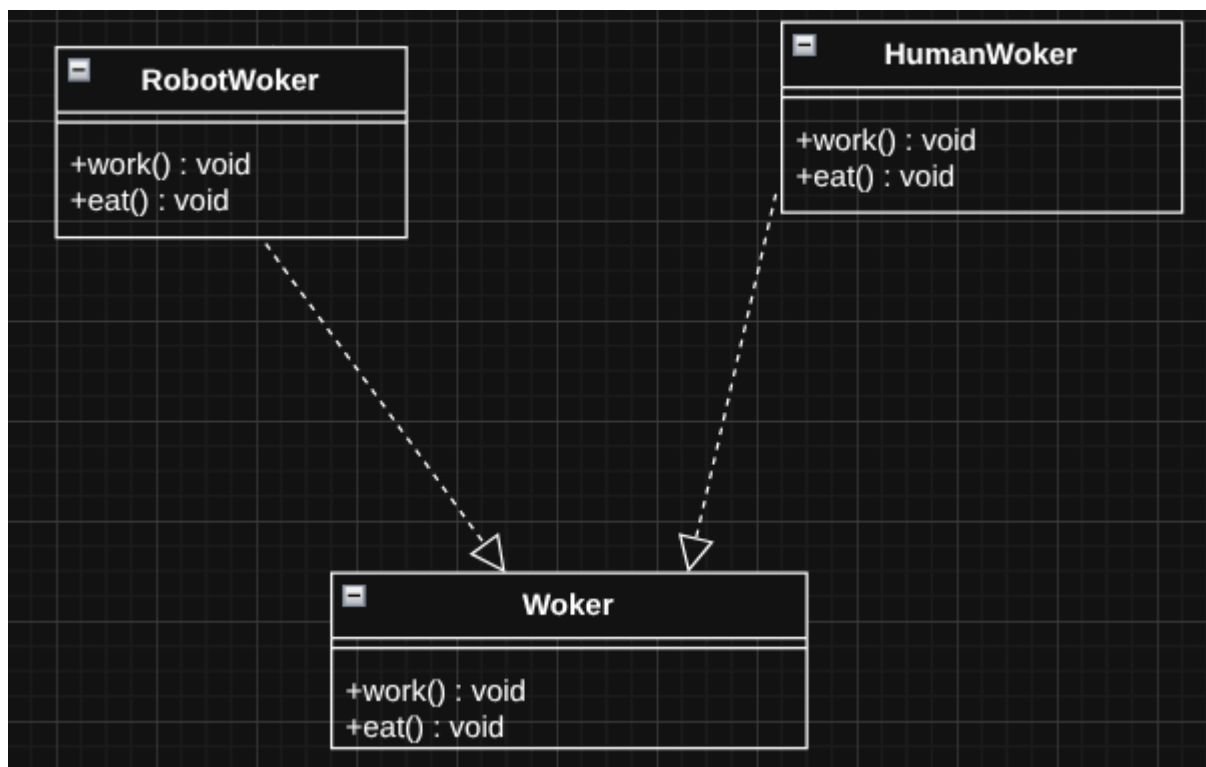 RobotWoker
+work() : void
+eat() : void
HumanWoker
+work() : void
+eat() : void
Woker
+work() : void
+eat() : void